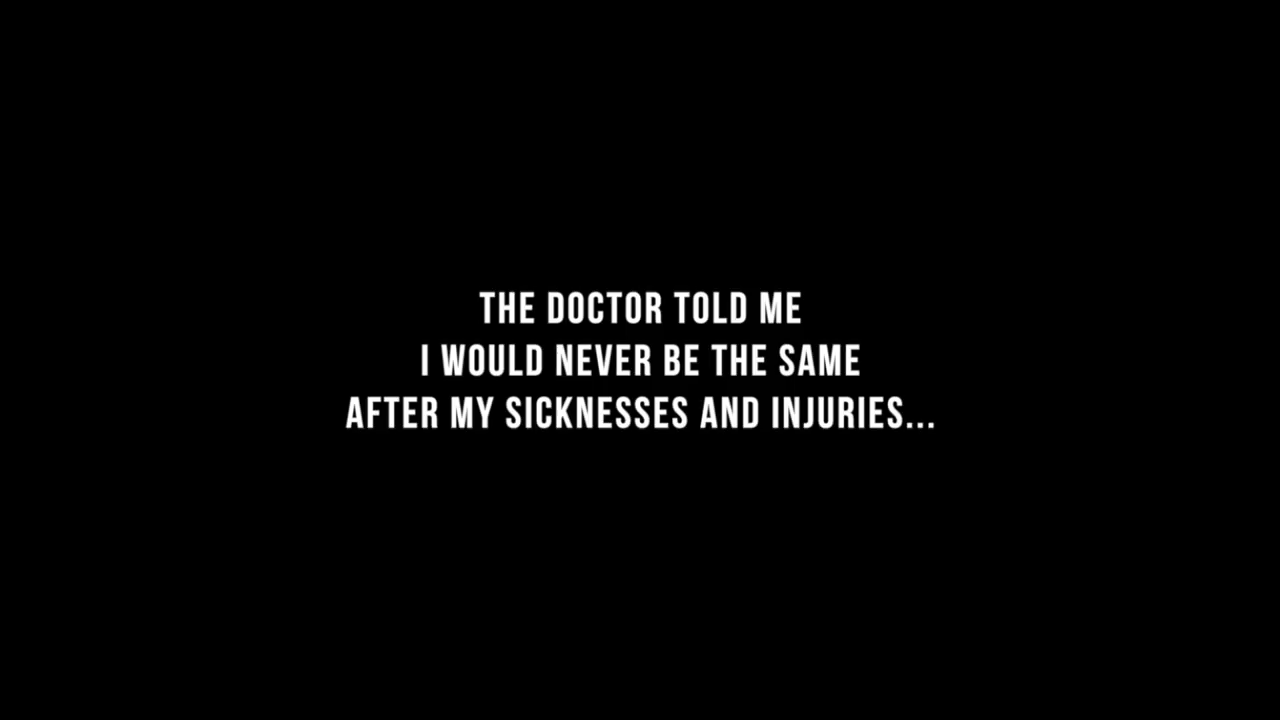 THE DOCTOR TOLD ME
I WOULD NEVER BE THE SAME
AFTER MY SICKNESSES AND INJURIES...